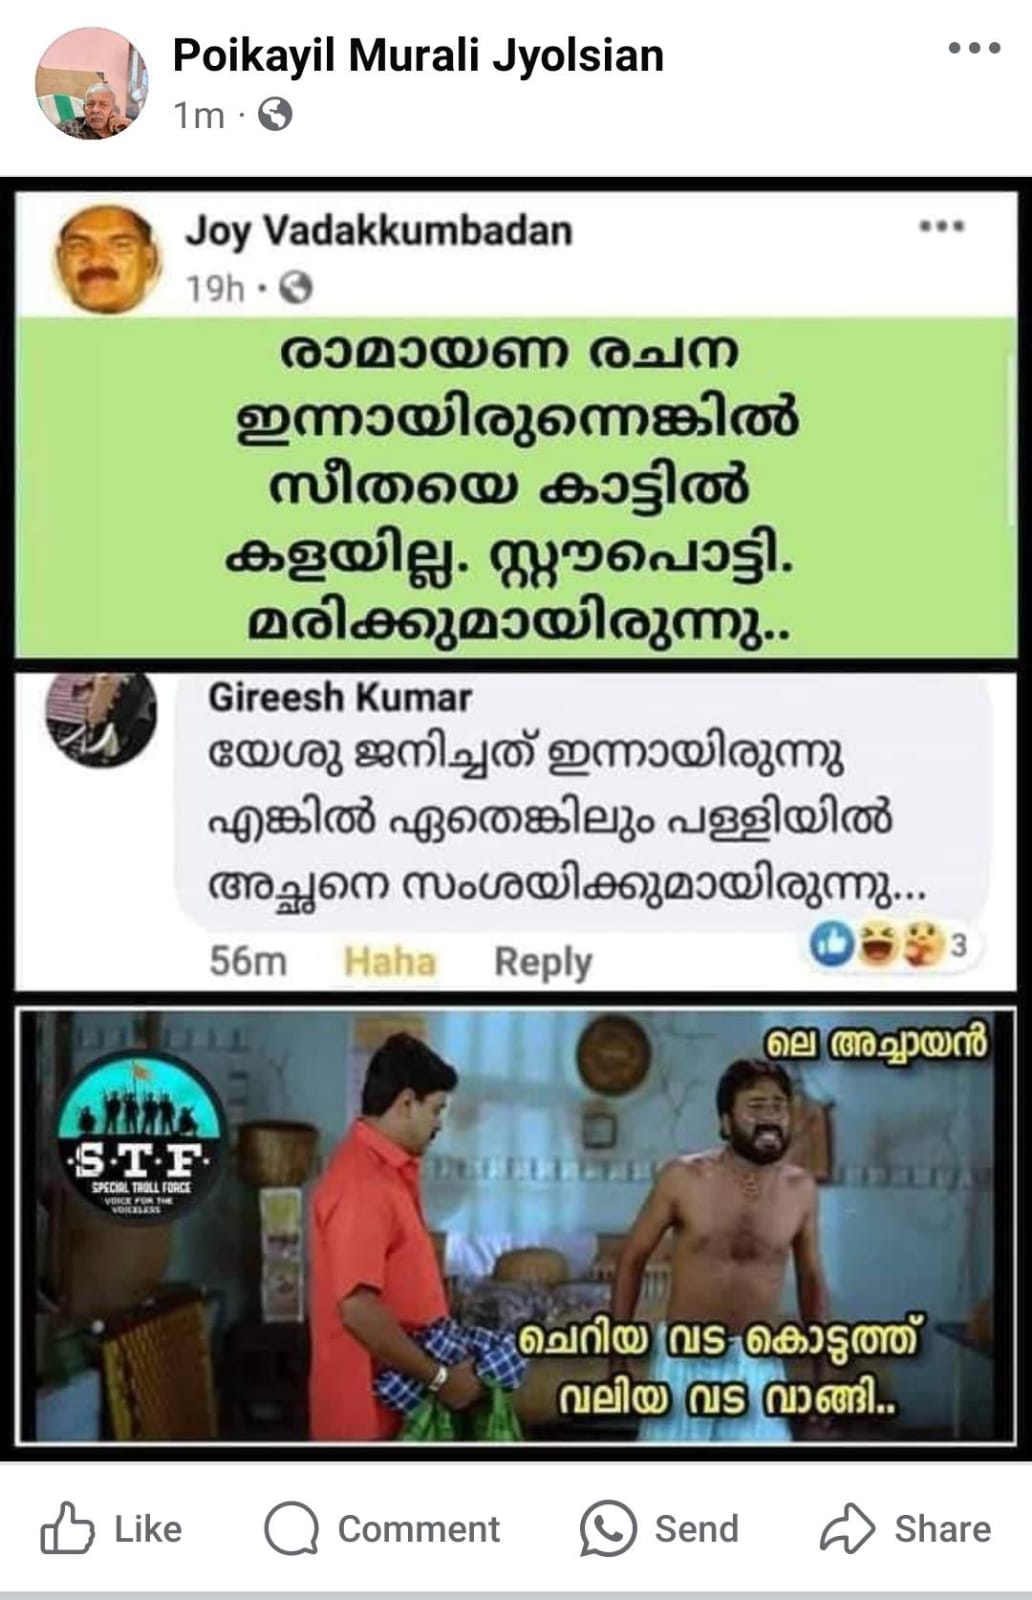 Poikayil Murali Jyolsian
1m
Joy Vadakkumbadan
19h
രാമായണ രചന
ഇന്നായിരുന്നെങ്കിൽ
സീതയെ കാട്ടിൽ
കളയില്ല. സ്റ്റൗപൊട്ടി.
മരിക്കുമായിരുന്നു..
Gireesh Kumar
യേശു ജനിച്ചത് ഇന്നായിരുന്നു
എങ്കിൽ ഏതെങ്കിലും പള്ളിയിൽ
അച്ഛനെ സംശയിക്കുമായിരുന്നു...
56m Haha Reply 3
ലെ അച്ചായൻ
·S·T·F·
SPECIAL TROLL FORCE
VOICE FOR THE
VOICELESS
ചെറിയ വട കൊടുത്ത്
വലിയ വട വാങ്ങി..
Like Comment Send Share